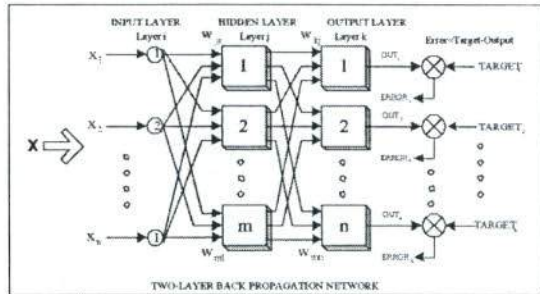 INPUT LAYER HIDDEN LAYER OUTPUT LAYER
Layer i Layer j Layer k
Error=Target-Output
X
1 1 1 OUT TARGET
ERROR
X
2 2 2 OUT TARGET
ERROR
X
1 m n OUT TARGET
ERROR
W W
TWO-LAYER BACK PROPAGATION NETWORK